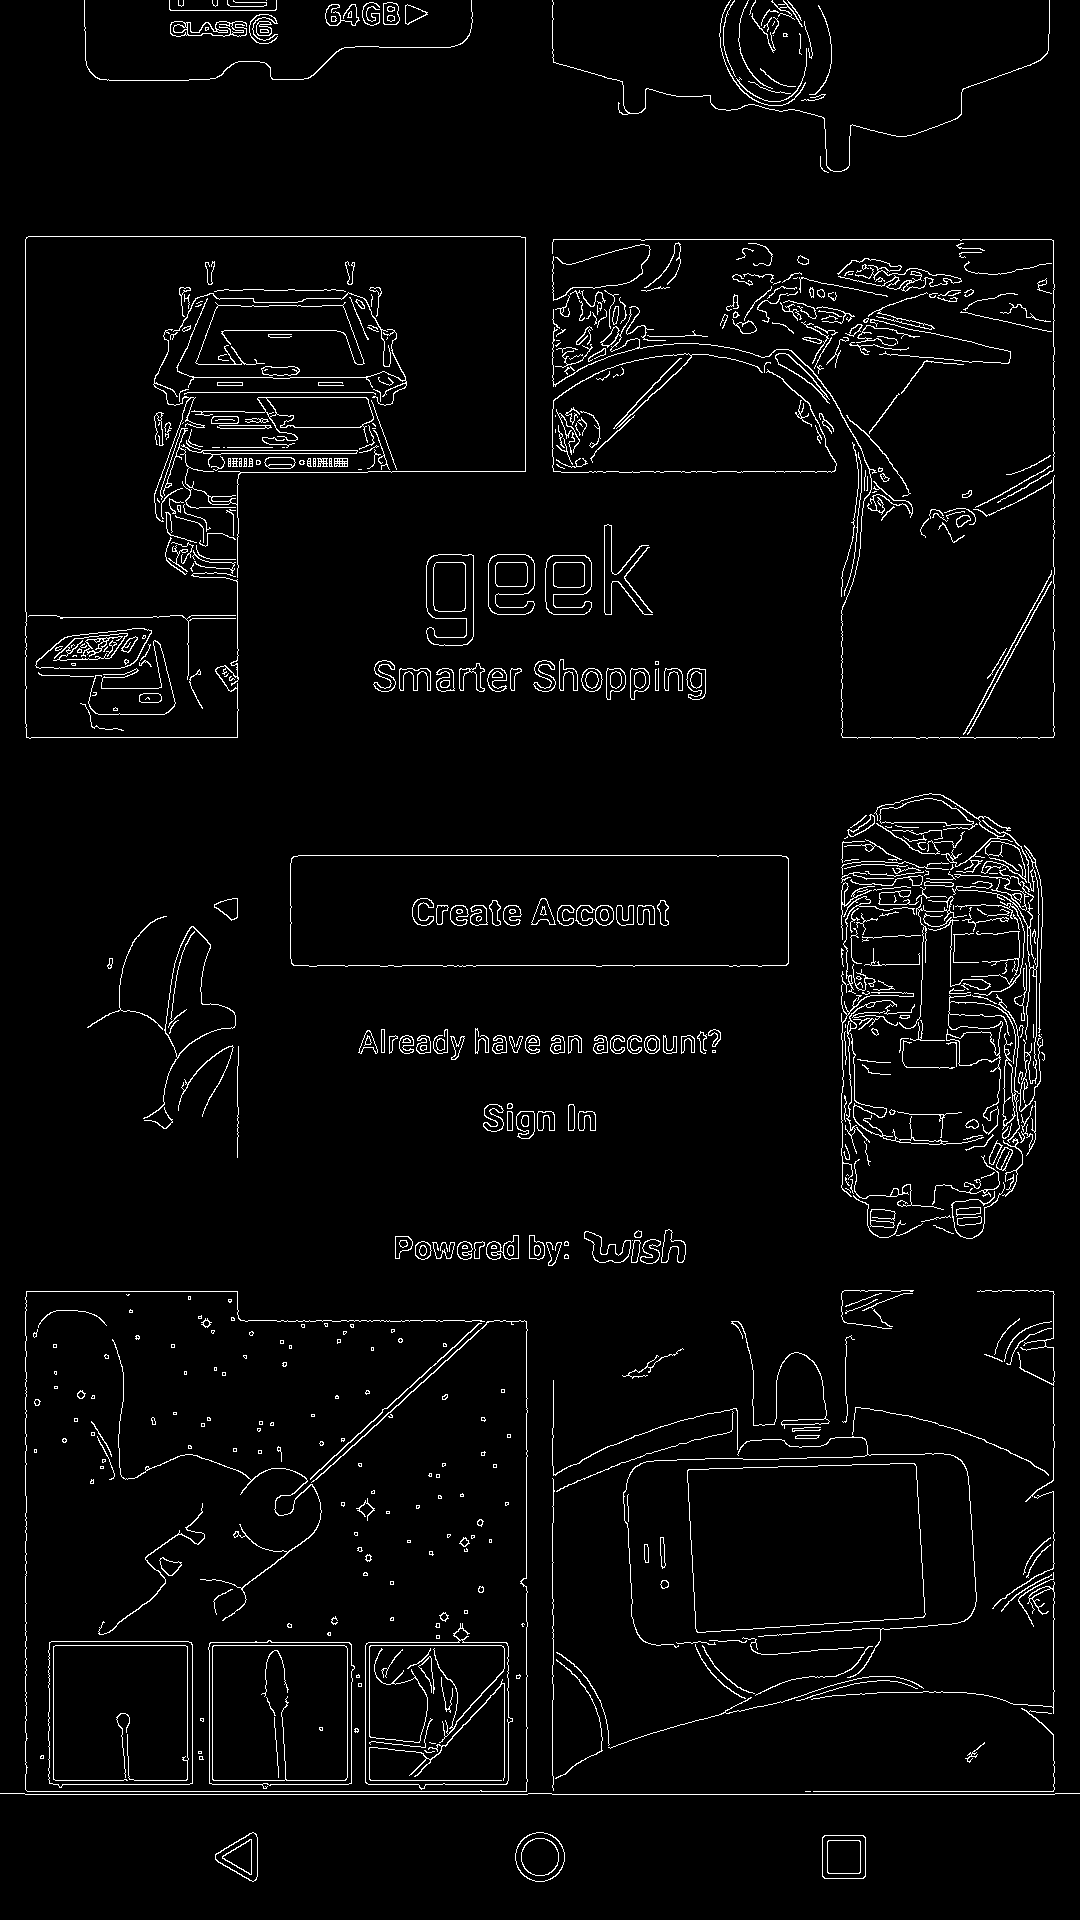 64GB
CLASS 6
geek
Smarter Shopping
Create Account
Already have an account?
Sign In
Powered by: wish